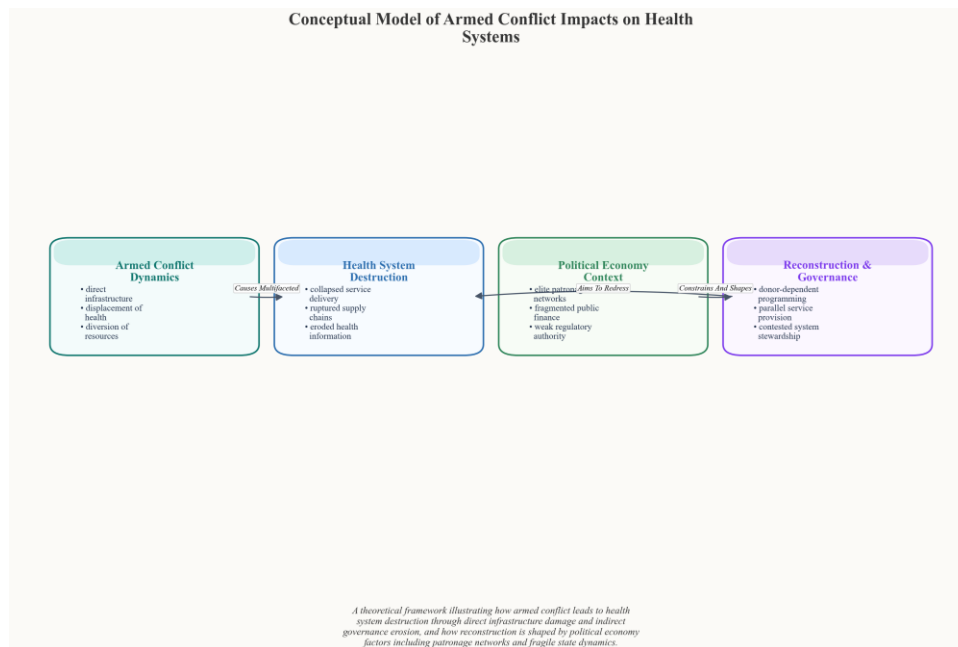 Conceptual Model of Armed Conflict Impacts on Health
Systems
Armed Conflict
Dynamics
• direct
infrastructure
• displacement of
health
• diversion of
resources
Causes Multifaceted
Health System
Destruction
• collapsed service
delivery
• ruptured supply
chains
• eroded health
information
Political Economy
Context
• elite
networks
• fragmented public
finance
• weak regulatory
authority
Aims To Redress
Constrains And Shapes
Reconstruction &
Governance
• donor-dependent
programming
• parallel service
provision
• contested system
stewardship
A theoretical framework illustrating how armed conflict leads to health
system destruction through direct infrastructure damage and indirect
governance erosion, and how reconstruction is shaped by political economy
factors including patronage networks and fragile state dynamics.